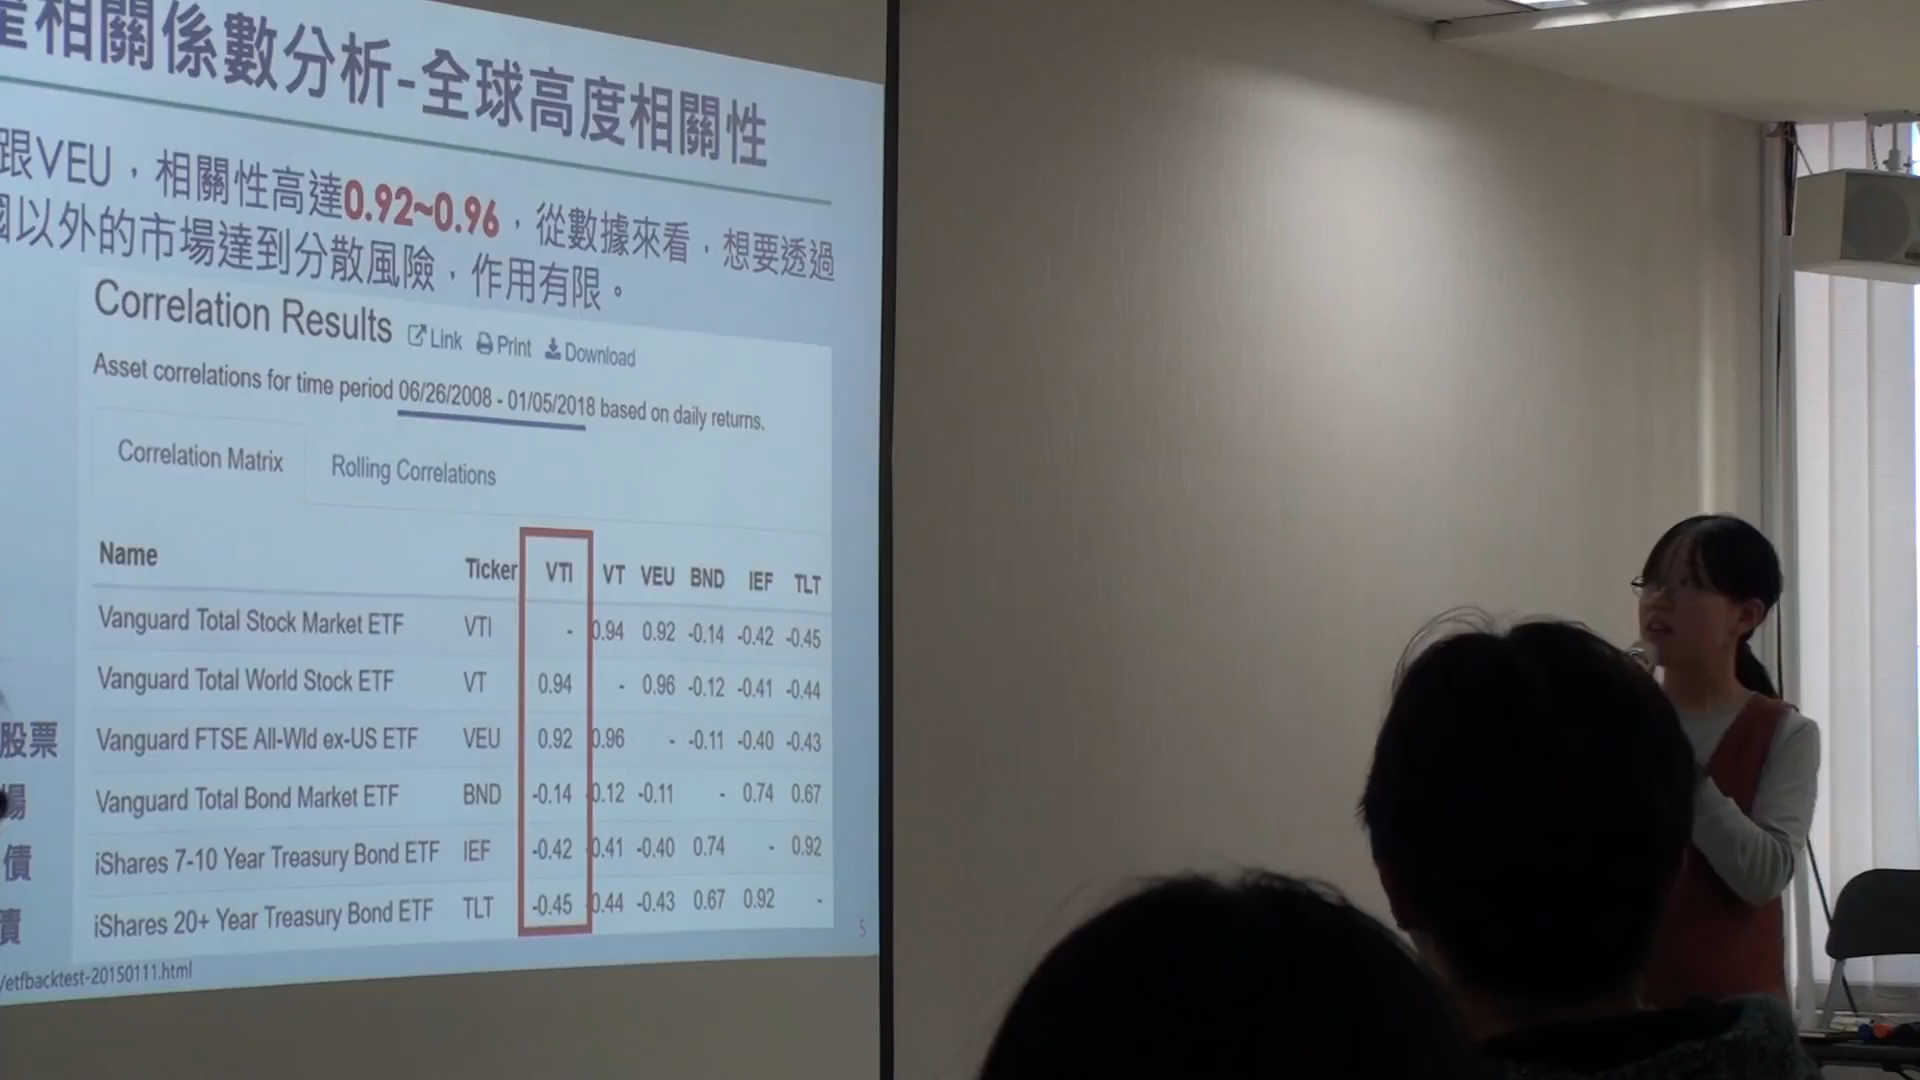 產相關係數分析-全球高度相關性
跟VEU，相關性高達0.92~0.96，從數據來看，想要透過
國以外的市場達到分散風險，作用有限。
Correlation Results Link Print Download
Asset correlations for time period 06/26/2008 - 01/05/2018 based on daily returns.
Correlation Matrix Rolling Correlations
Name Ticker VTI VT VEU BND IEF TLT
Vanguard Total Stock Market ETF VTI - 0.94 0.92 -0.14 -0.42 -0.45
Vanguard Total World Stock ETF VT 0.94 - 0.96 -0.12 -0.41 -0.44
股票 Vanguard FTSE All-Wld ex-US ETF VEU 0.92 0.96 - -0.11 -0.40 -0.43
場 Vanguard Total Bond Market ETF BND -0.14 0.12 -0.11 - 0.74 0.67
債 iShares 7-10 Year Treasury Bond ETF IEF -0.42 0.41 -0.40 0.74 - 0.92
債 iShares 20+ Year Treasury Bond ETF TLT -0.45 0.44 -0.43 0.67 0.92 -
/etfbacktest-20150111.html
5